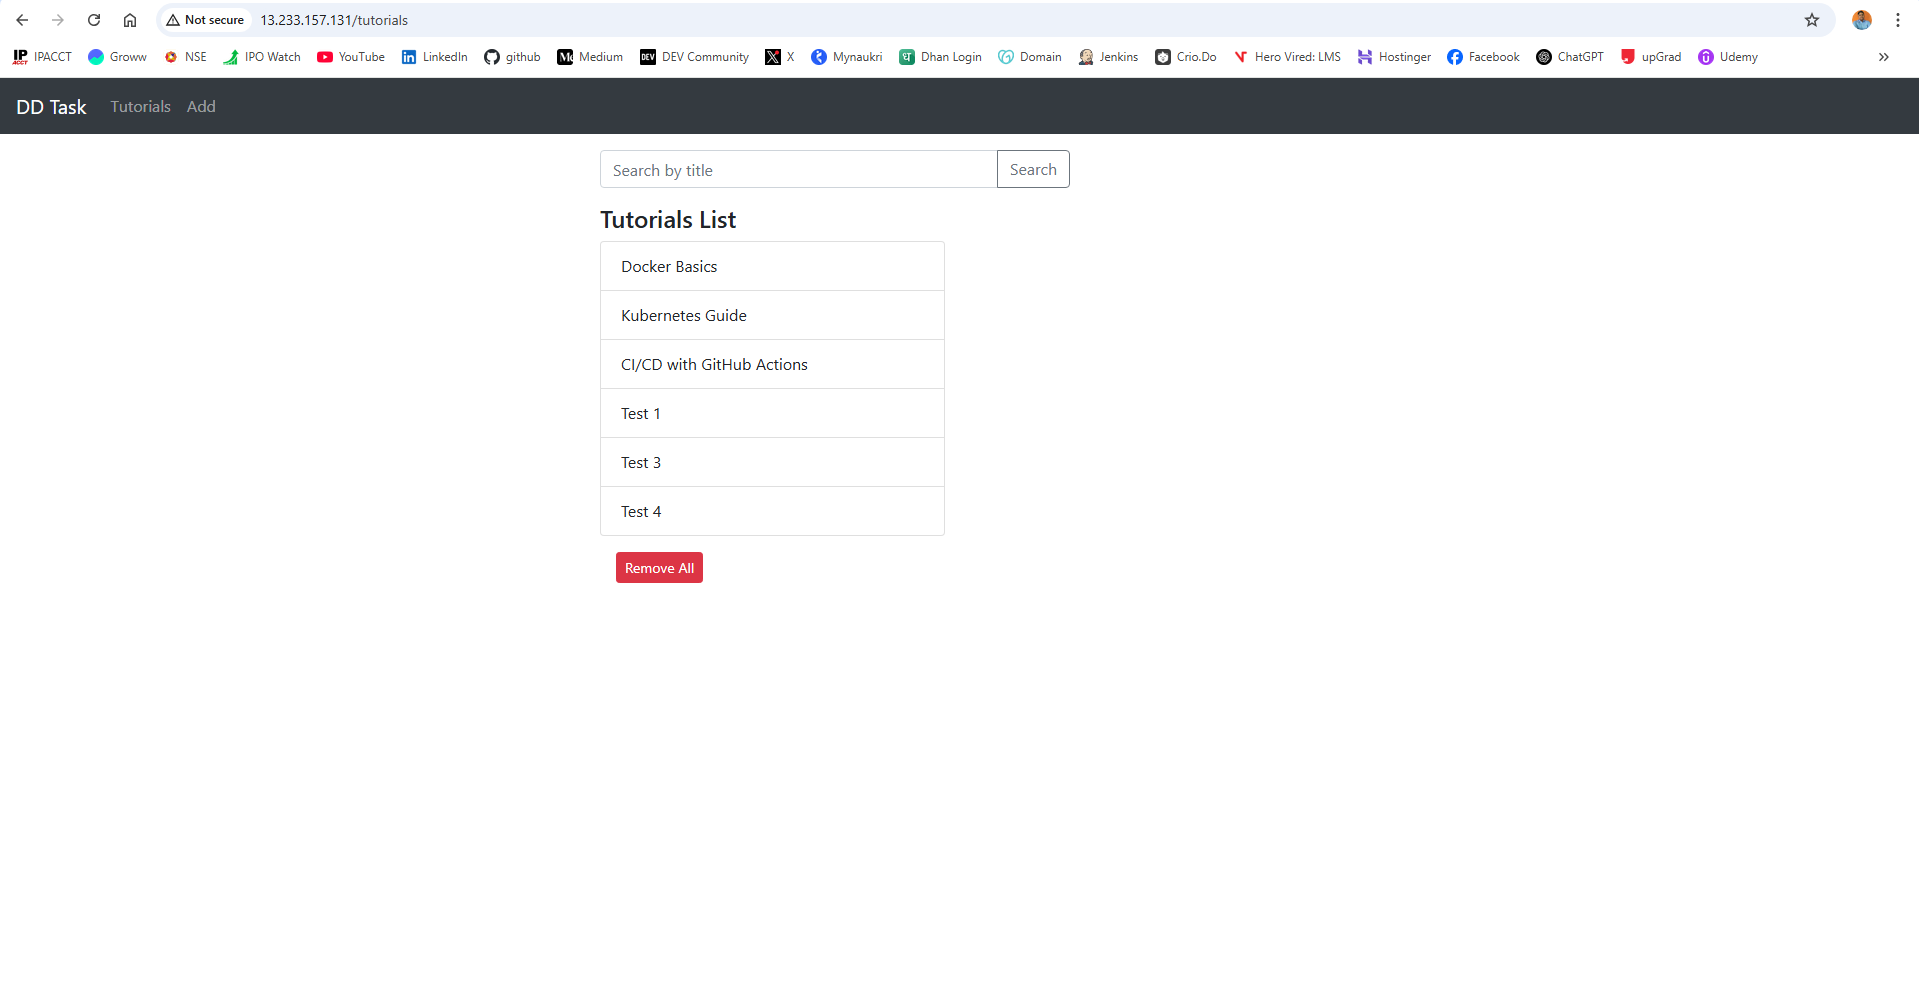 Not secure 13.233.157.131/tutorials
IPACCT Groww NSE IPO Watch YouTube LinkedIn github Medium DEV Community X Mynaukri Dhan Login Domain Jenkins Crio.Do Hero Vired: LMS Hostinger Facebook ChatGPT upGrad Udemy
DD Task Tutorials Add
Search by title Search
Tutorials List
Docker Basics
Kubernetes Guide
CI/CD with GitHub Actions
Test 1
Test 3
Test 4
Remove All